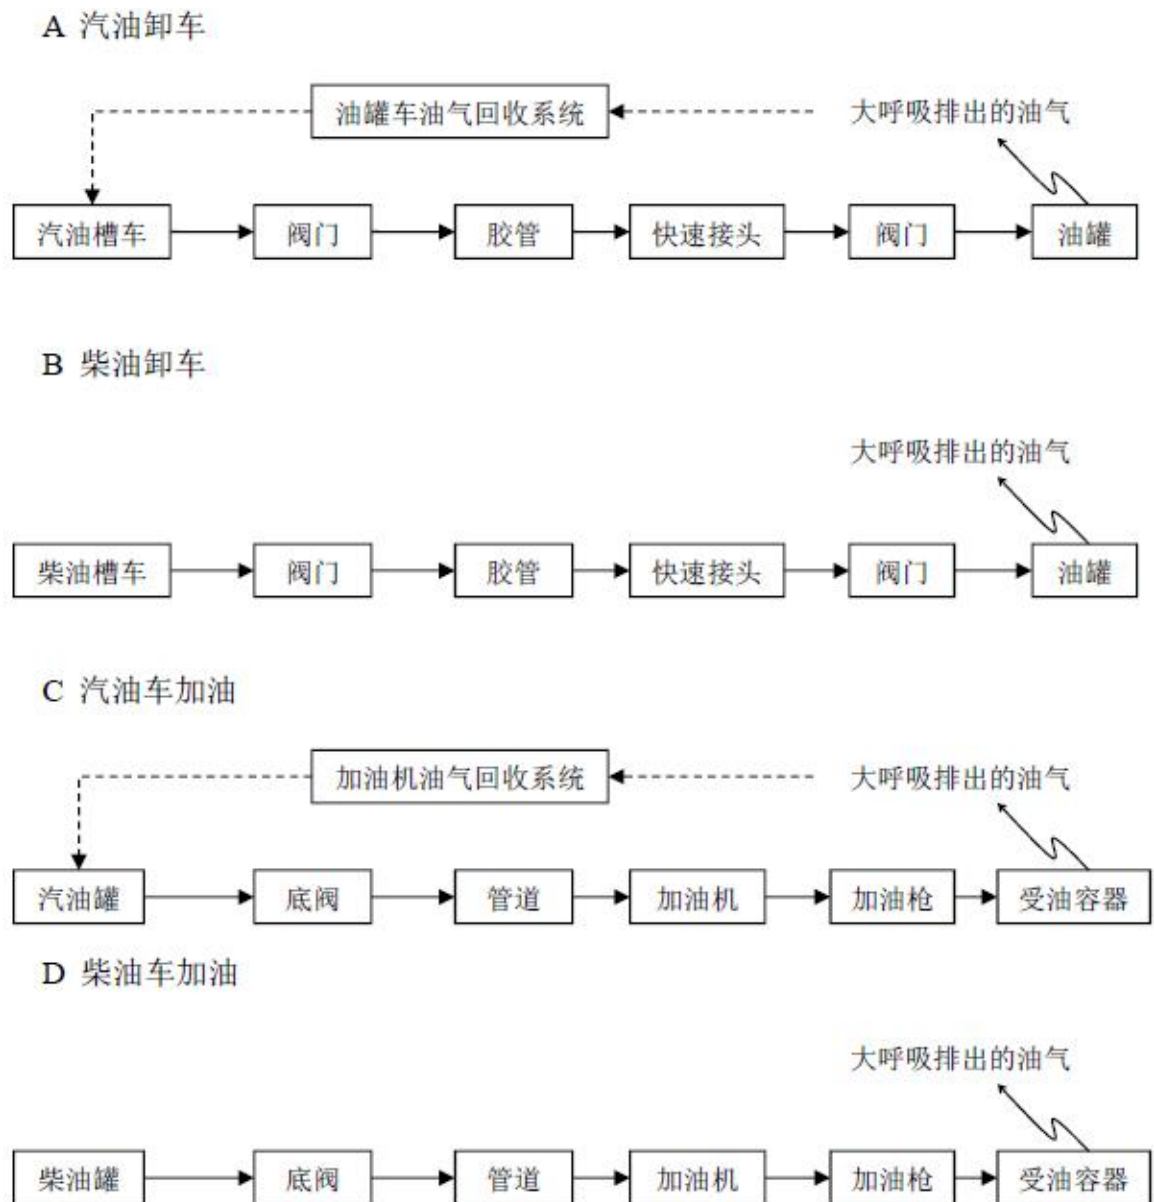 A 汽油卸车
油罐车油气回收系统 大呼吸排出的油气
汽油槽车 阀门 胶管 快速接头 阀门 油罐
B 柴油卸车
大呼吸排出的油气
柴油槽车 阀门 胶管 快速接头 阀门 油罐
C 汽油车加油
加油机油气回收系统 大呼吸排出的油气
汽油罐 底阀 管道 加油机 加油枪 受油容器
D 柴油车加油
大呼吸排出的油气
柴油罐 底阀 管道 加油机 加油枪 受油容器